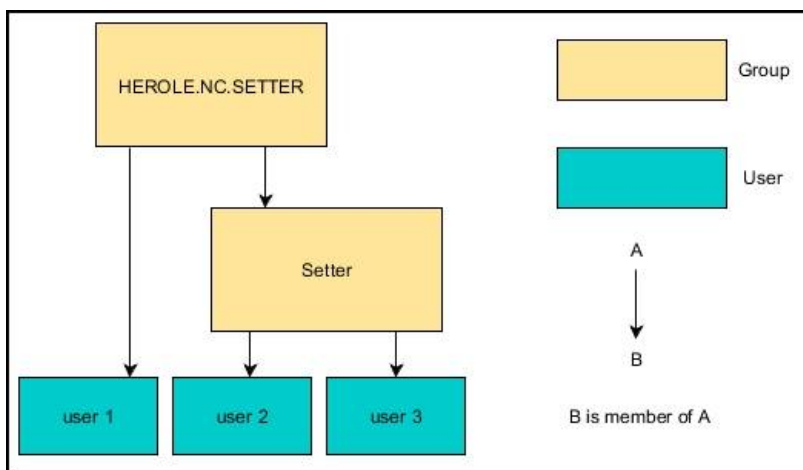 HEROLE.NC.SETTER
Group
User
Setter
A
B
user 1
user 2
user 3
B is member of A